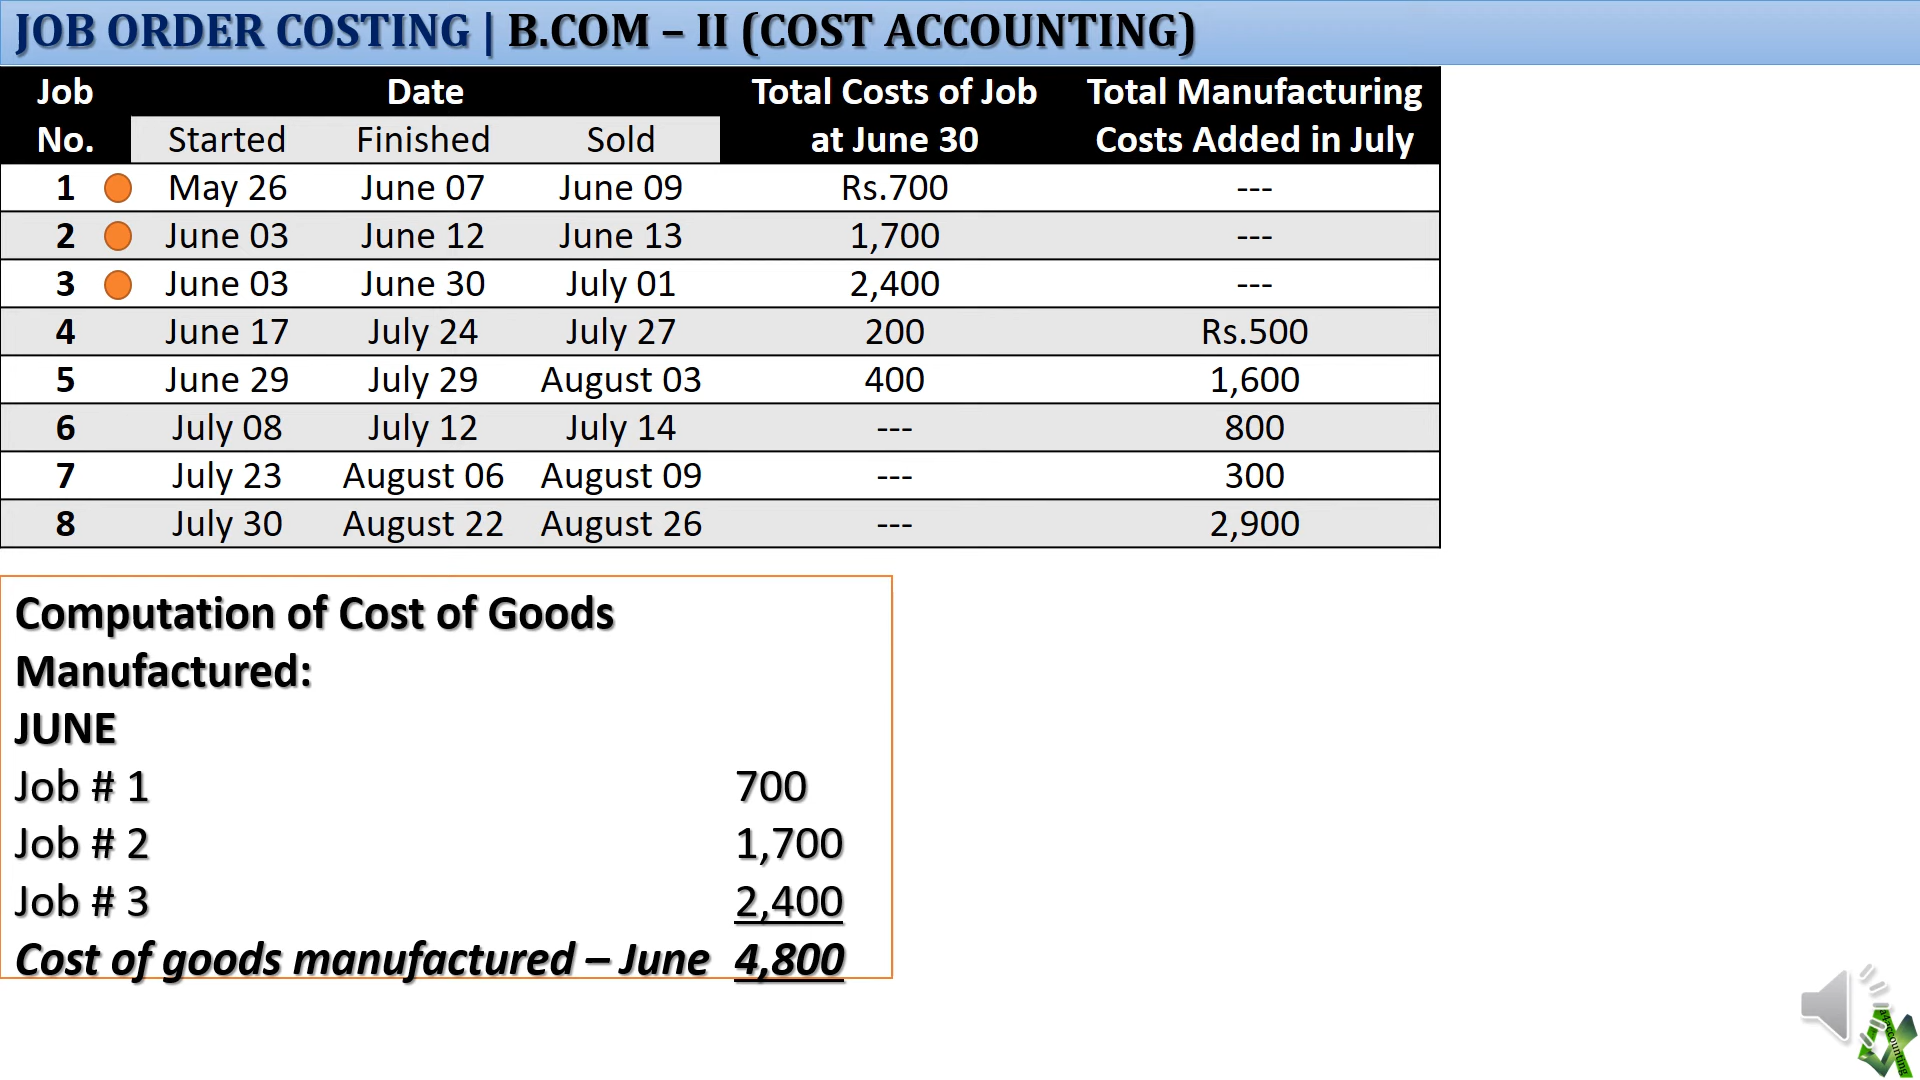 JOB ORDER COSTING | B.COM – II (COST ACCOUNTING)
Job No. Date Total Costs of Job at June 30 Total Manufacturing Costs Added in July
Started Finished Sold
1 May 26 June 07 June 09 Rs.700 ---
2 June 03 June 12 June 13 1,700 ---
3 June 03 June 30 July 01 2,400 ---
4 June 17 July 24 July 27 200 Rs.500
5 June 29 July 29 August 03 400 1,600
6 July 08 July 12 July 14 --- 800
7 July 23 August 06 August 09 --- 300
8 July 30 August 22 August 26 --- 2,900
Computation of Cost of Goods
Manufactured:
JUNE
Job # 1 700
Job # 2 1,700
Job # 3 2,400
Cost of goods manufactured – June 4,800